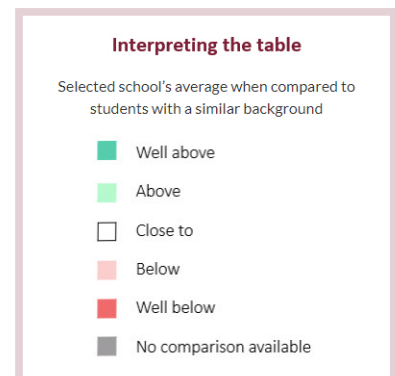 Interpreting the table
Selected school's average when compared to
students with a similar background
Well above
Above
Close to
Below
Well below
No comparison available